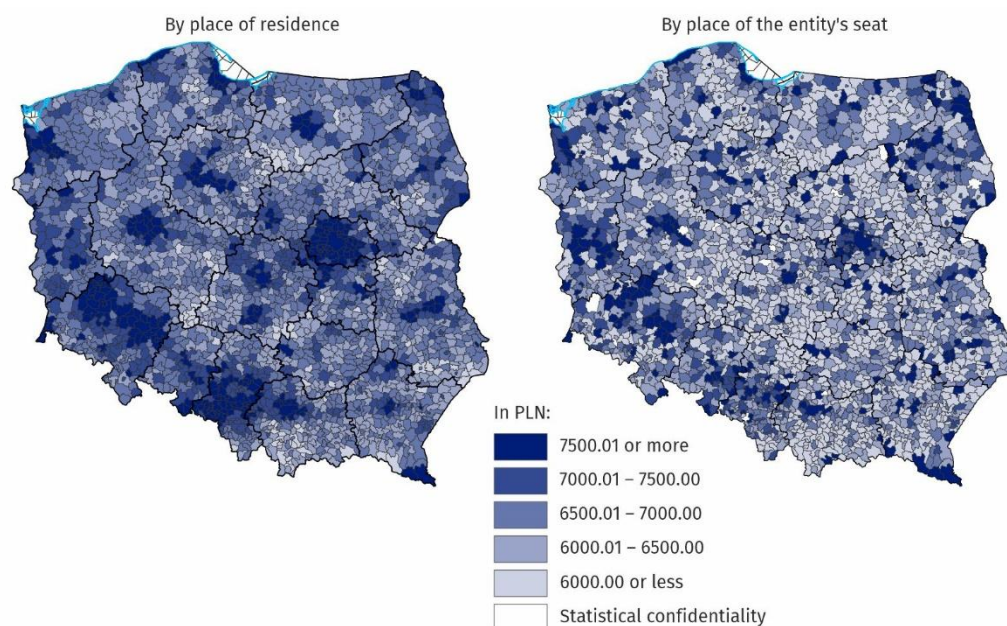 By place of residence
By place of the entity's seat
In PLN:
7500.01 or more
7000.01 – 7500.00
6500.01 – 7000.00
6000.01 – 6500.00
6000.00 or less
Statistical confidentiality